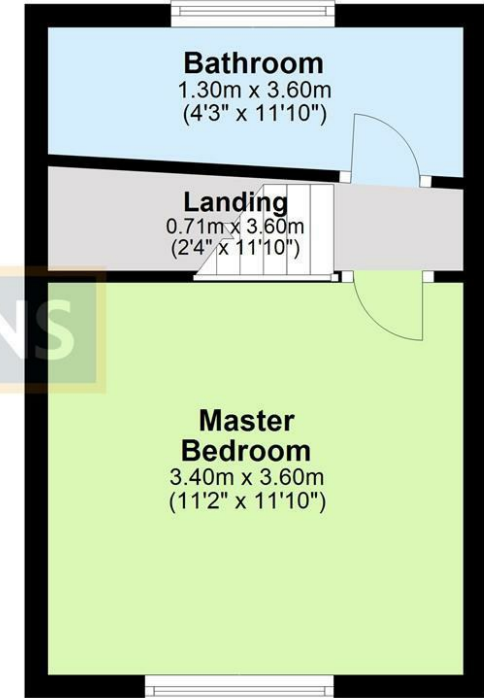 Bathroom
1.30m x 3.60m
(4'3" x 11'10")
Landing
0.71m x 3.60m
(2'4" x 11'10")
NS
Master
Bedroom
3.40m x 3.60m
(11'2" x 11'10")